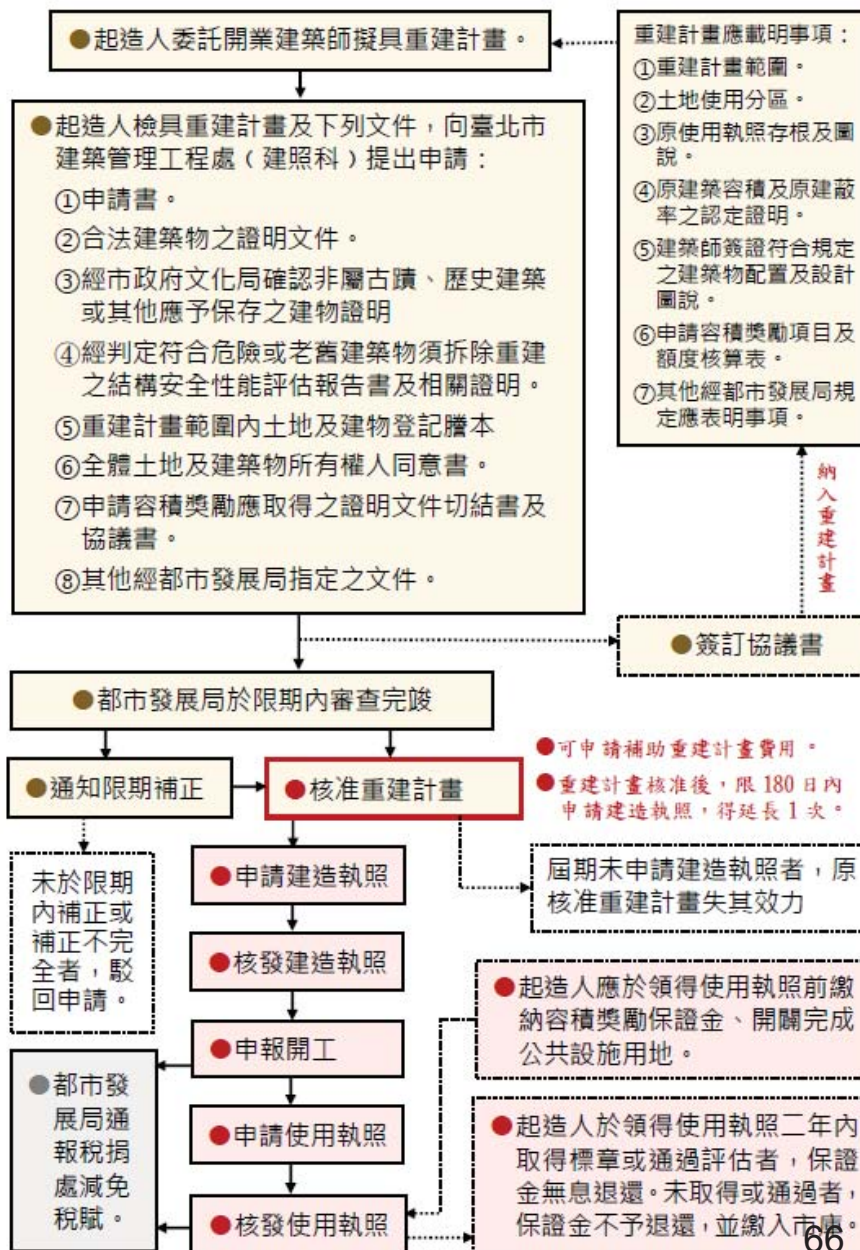 ●起造人委託開業建築師擬具重建計畫。
重建計畫應載明事項：
①重建計畫範圍。
②土地使用分區。
③原使用執照存根及圖
說。
④原建築容積及原建蔽
率之認定證明。
⑤建築師簽證符合規定
之建築物配置及設計
圖說。
⑥申請容積獎勵項目及
額度核算表。
⑦其他經都市發展局規
定應表明事項。
●起造人檢具重建計畫及下列文件，向臺北市
建築管理工程處（建照科）提出申請：
①申請書。
②合法建築物之證明文件。
③經市政府文化局確認非屬古蹟、歷史建築
或其他應予保存之建物證明
④經判定符合危險或老舊建築物須拆除重建
之結構安全性能評估報告書及相關證明。
⑤重建計畫範圍內土地及建物登記謄本
⑥全體土地及建築物所有權人同意書。
⑦申請容積獎勵應取得之證明文件切結書及
協議書。
⑧其他經都市發展局指定之文件。
納入重建計畫
●簽訂協議書
●都市發展局於限期內審查完竣
●通知限期補正
●核准重建計畫
●可申請補助重建計畫費用。
●重建計畫核准後，限 180 日內
申請建造執照，得延長 1 次。
未於限期
內補正或
補正不完
全者，駁
回申請。
●申請建造執照
屆期未申請建造執照者，原
核准重建計畫失其效力
●核發建造執照
●起造人應於領得使用執照前繳
納容積獎勵保證金、開闢完成
公共設施用地。
●申報開工
●都市發
展局通
報稅捐
處減免
稅賦。
●申請使用執照
●起造人於領得使用執照二年內
取得標章或通過評估者，保證
金無息退還。未取得或通過者，
保證金不予退還，並繳入市庫。
●核發使用執照
66